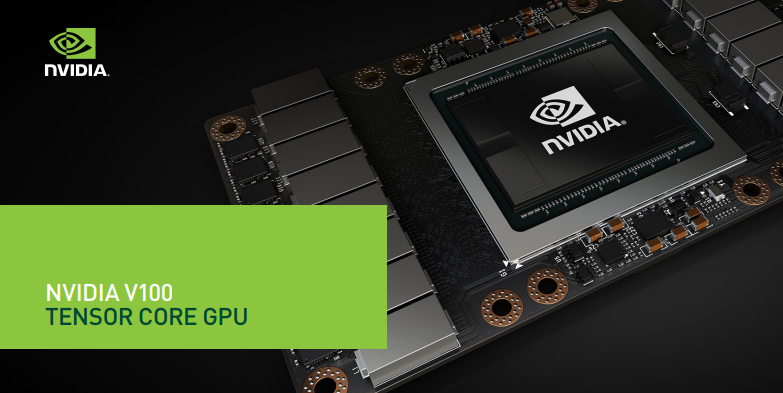 NVIDIA.
NVIDIA.
NVIDIA V100
TENSOR CORE GPU